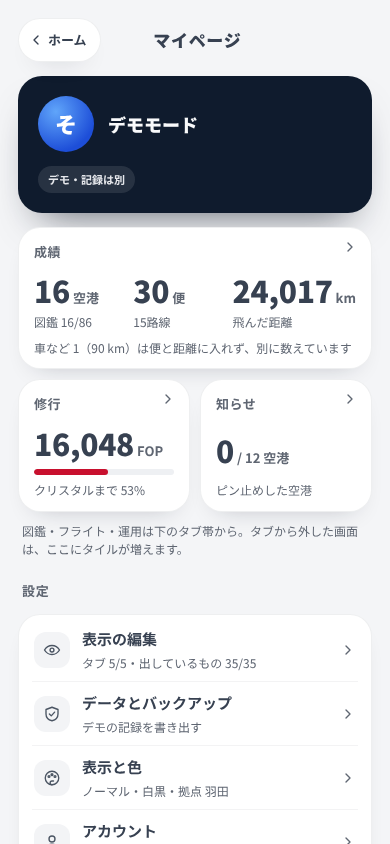 ホーム
マイページ
そ
デモモード
デモ・記録は別
成績
16 空港
30 便
24,017 km
図鑑 16/86
15路線
飛んだ距離
車など 1（90 km）は便と距離に入れず、別に数えています
修行
知らせ
16,048 FOP
0 / 12 空港
クリスタルまで 53%
ピン止めした空港
図鑑・フライト・運用は下のタブ帯から。タブから外した画面
は、ここにタイルが増えます。
設定
表示の編集
タブ 5/5・出しているもの 35/35
データとバックアップ
デモの記録を書き出す
表示と色
ノーマル・白黒・拠点 羽田
アカウント